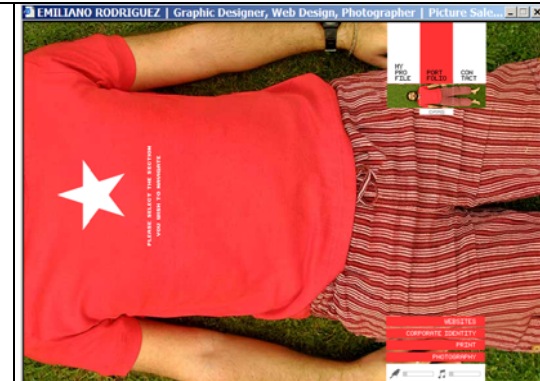 EMILIANO RODRIGUEZ | Graphic Designer, Web Design, Photographer | Picture Sale...
MY
PRO
FILE
PORT
FOLIO
CON
TACT
PLEASE SELECT THE SECTION
YOU WISH TO NAVIGATE
WEBSITES
CORPORATE IDENTITY
PRINT
PHOTOGRAPHY